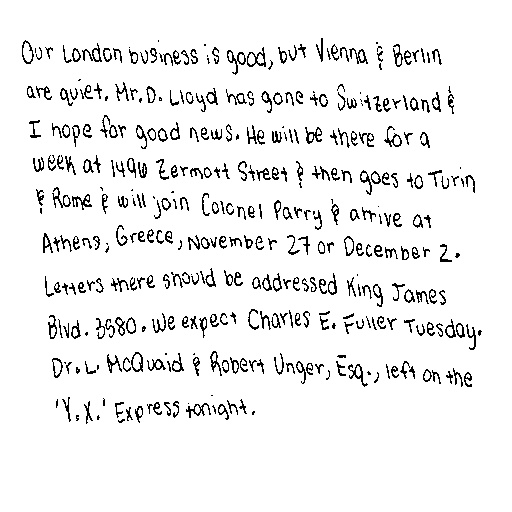 Our London business is good, but Vienna & Berlin
are quiet. Mr. D. Lloyd has gone to Switzerland &
I hope for good news. He will be there for a
week at 1496 Zermott Street & then goes to Turin
& Rome & will join Colonel Parry & arrive at
Athens, Greece, November 27 or December 2.
Letters there should be addressed King James
Blvd. 3580. We expect Charles E. Fuller Tuesday.
Dr. L. McQuaid & Robert Unger, Esq., left on the
'Y.X.' Express tonight.